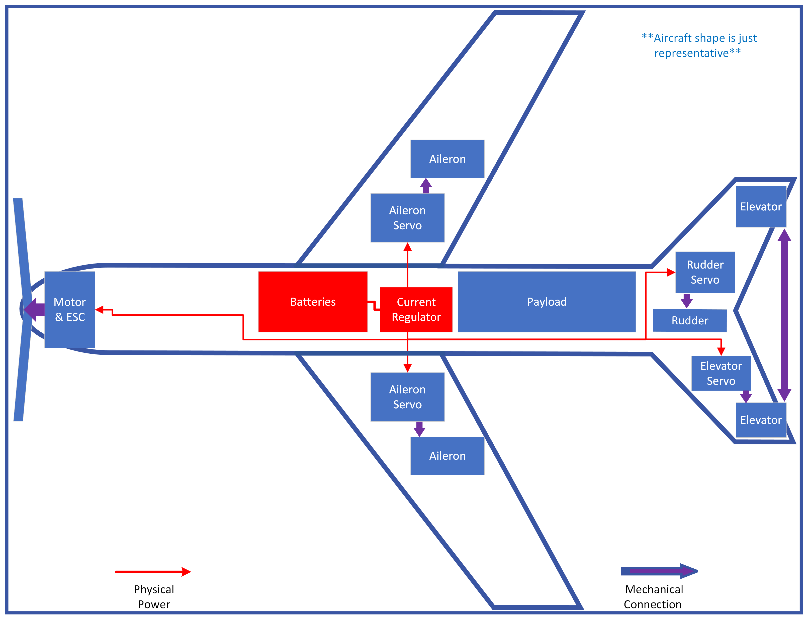 **Aircraft shape is just
representative**
Aileron
Aileron
Servo
Elevator
Rudder
Servo
Motor
& ESC
Batteries
Current
Regulator
Payload
Rudder
Elevator
Servo
Aileron
Servo
Elevator
Aileron
Physical
Power
Mechanical
Connection